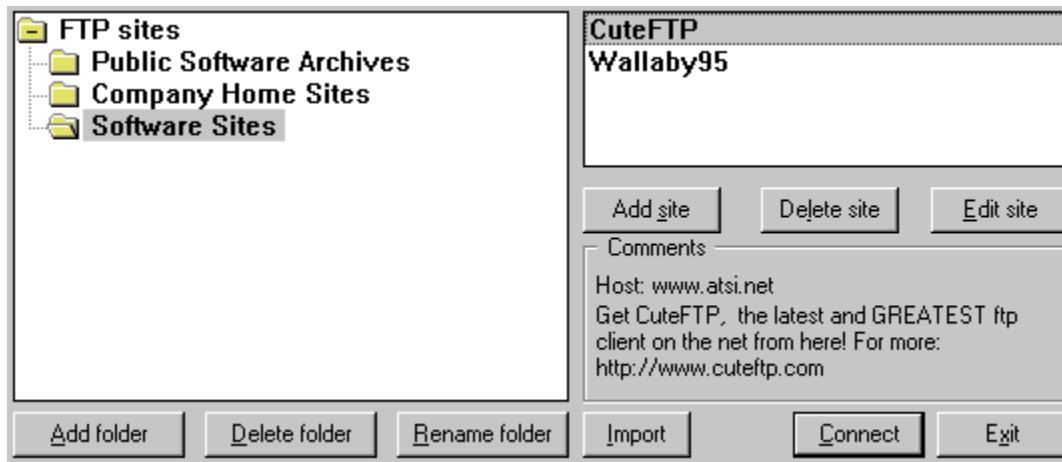 FTP sites
Public Software Archives
Company Home Sites
Software Sites
CuteFTP
Wallaby95
Add site Delete site Edit site
Comments
Host: www.atsi.net
Get CuteFTP, the latest and GREATEST ftp
client on the net from here! For more:
http://www.cuteftp.com
Add folder Delete folder Rename folder Import Connect Exit